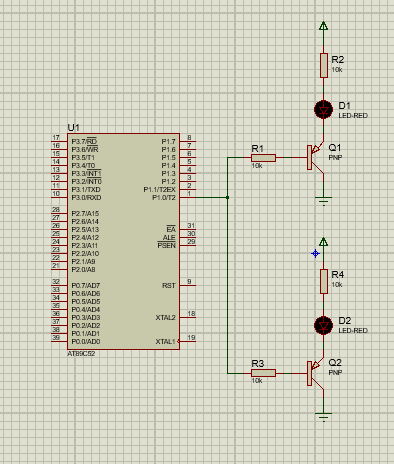 R2
10k
D1
LED-RED
U1
17 P3.7/RD P1.7 8
16 P3.6/WR P1.6 7
15 P3.5/T1 P1.5 6
14 P3.4/T0 P1.4 5
13 P3.3/INT1 P1.3 4
12 P3.2/INT0 P1.2 3
11 P3.1/TXD P1.1/T2EX 2
10 P3.0/RXD P1.0/T2 1
R1
10k
Q1
PNP
28 P2.7/A15
27 P2.6/A14
26 P2.5/A13 EA 31
25 P2.4/A12 ALE 30
24 P2.3/A11 PSEN 29
23 P2.2/A10
22 P2.1/A9
21 P2.0/A8
R4
10k
32 P0.7/AD7 RST 9
33 P0.6/AD6
34 P0.5/AD5
35 P0.4/AD4
36 P0.3/AD3 XTAL2 18
37 P0.2/AD2
38 P0.1/AD1
39 P0.0/AD0 XTAL1 19
AT89C52
D2
LED-RED
R3
10k
Q2
PNP